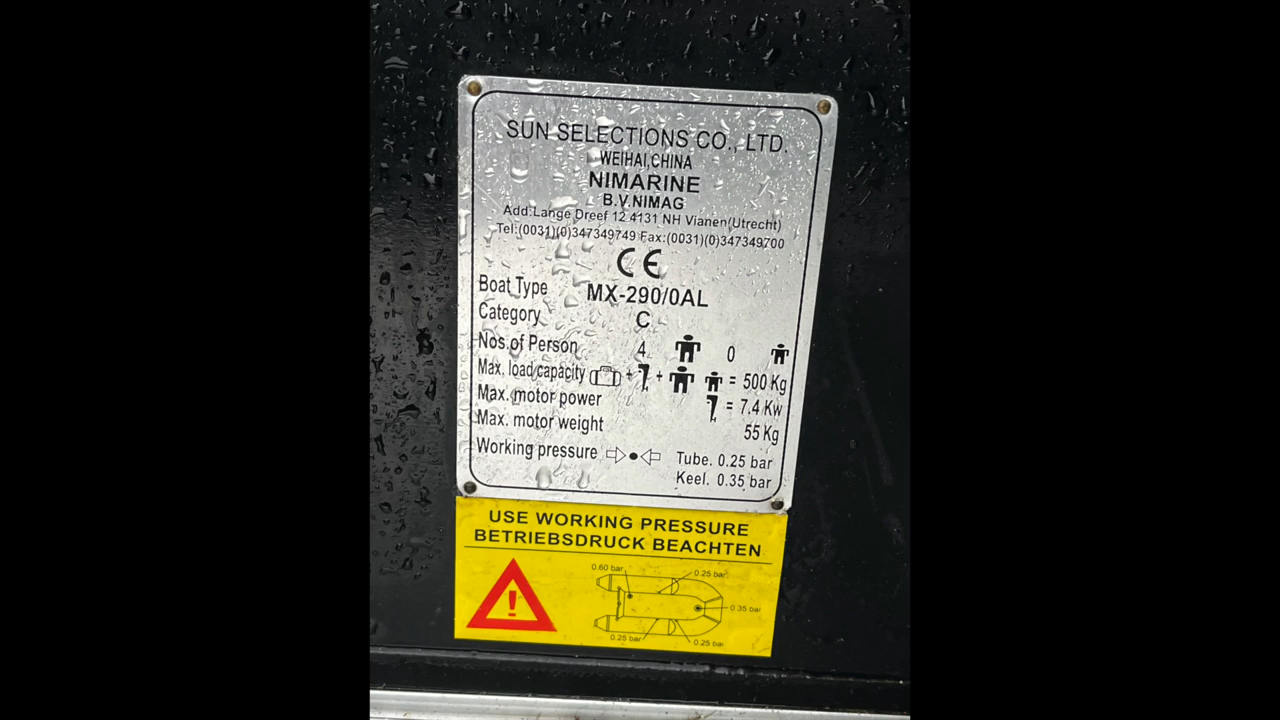 SUN SELECTIONS CO., LTD.
WEIHAI,CHINA
NIMARINE
B.V.NIMAG
Add:Lange Dreef 12 4131 NH Vianen(Utrecht)
Tel:(0031)(0)347349749 Fax:(0031)(0)347349700
CE
Boat Type MX-290/0AL
Category C
Nos.of Person 4 0
Max. load capacity + + = 500 Kg
Max. motor power = 7.4 Kw
Max. motor weight 55 Kg
Working pressure Tube. 0.25 bar
Keel. 0.35 bar
USE WORKING PRESSURE
BETRIEBSDRUCK BEACHTEN
0.60 bar 0.25 bar
! 0.35 bar
0.25 bar 0.25 bar